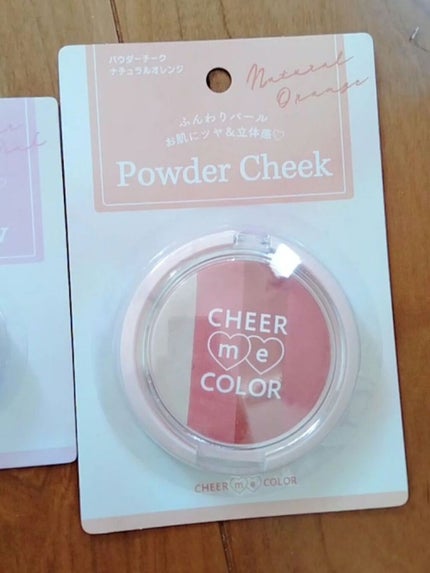 パウダーチーク
ナチュラルオレンジ
Natural
Orange
ふんわりパール
お肌にツヤ&立体感♡
Powder Cheek
CHEER
me
COLOR
CHEER me COLOR